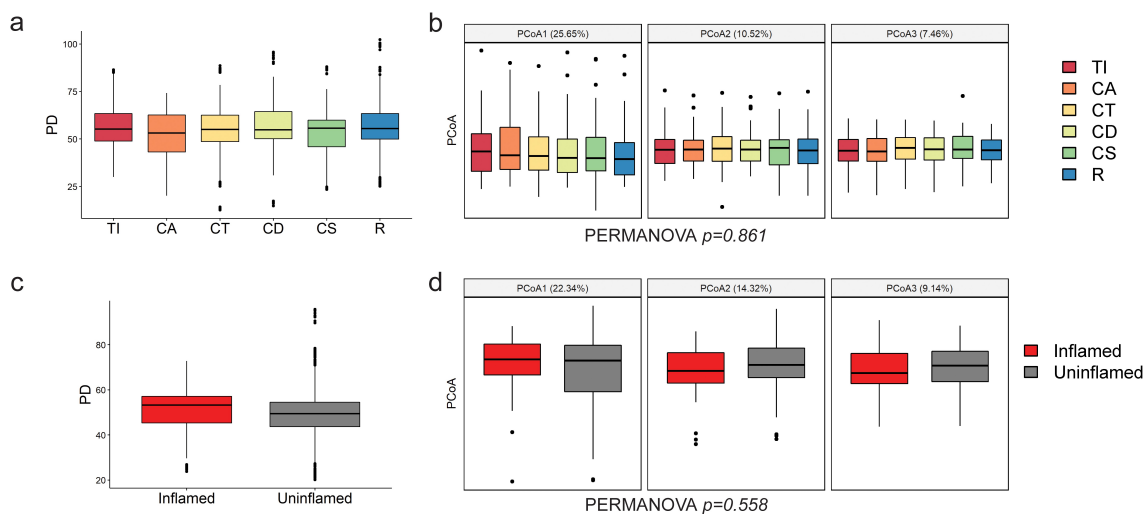 a
PD
100
75
50
25
TI CA CT CD CS R
b
PCoA
PCoA1 (25.65%) PCoA2 (10.52%) PCoA3 (7.46%)
PERMANOVA p=0.861
TI
CA
CT
CD
CS
R
c
PD
80
60
40
20
Inflamed Uninflamed
d
PCoA
PCoA1 (22.34%) PCoA2 (14.32%) PCoA3 (9.14%)
PERMANOVA p=0.558
Inflamed
Uninflamed